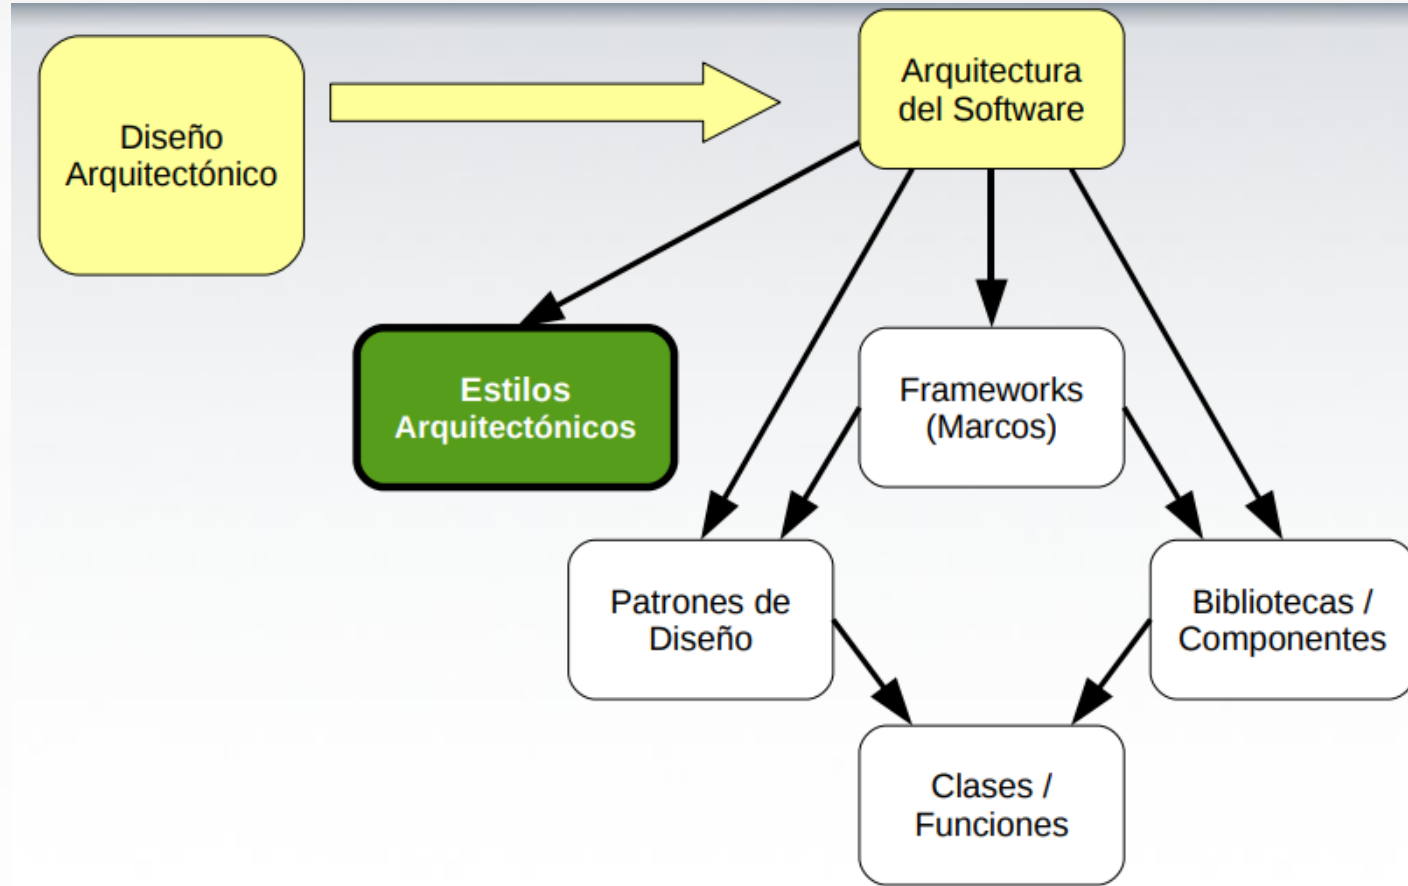 Diseño
Arquitectónico
Arquitectura
del Software
Estilos
Arquitectónicos
Frameworks
(Marcos)
Patrones de
Diseño
Bibliotecas /
Componentes
Clases /
Funciones